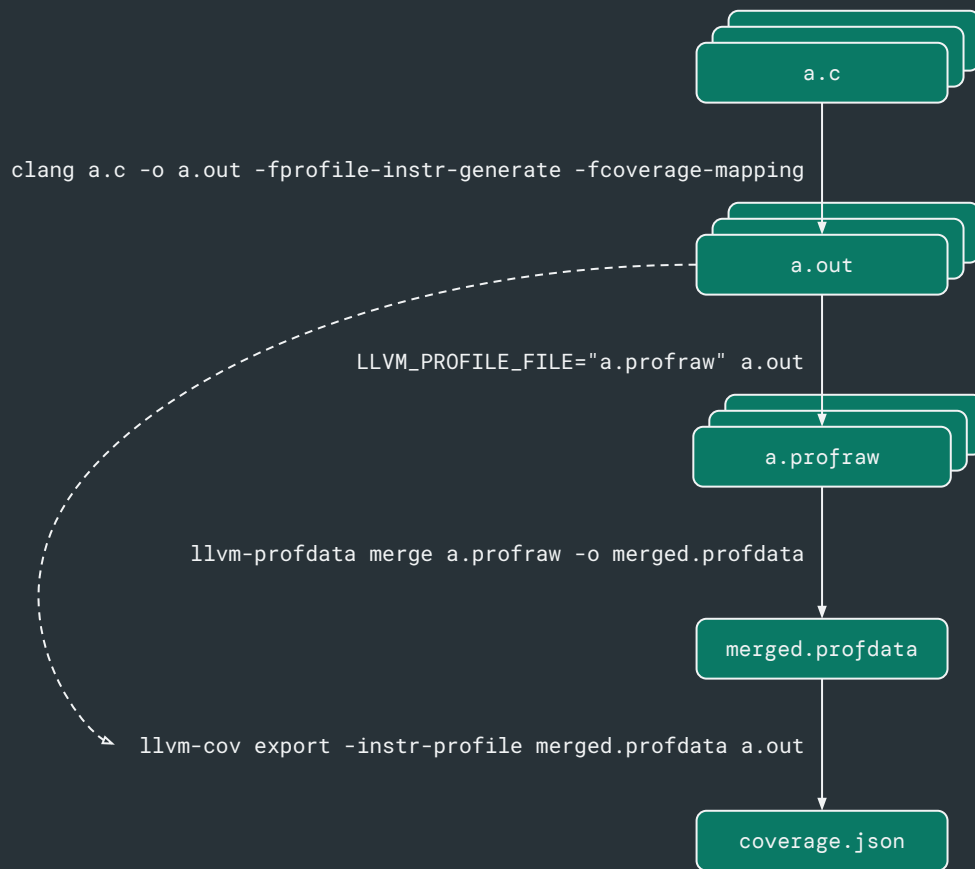 a.c
clang a.c -o a.out -fprofile-instr-generate -fcoverage-mapping
a.out
LLVM_PROFILE_FILE="a.profraw" a.out
a.profraw
llvm-profdata merge a.profraw -o merged.profdata
merged.profdata
llvm-cov export -instr-profile merged.profdata a.out
coverage.json